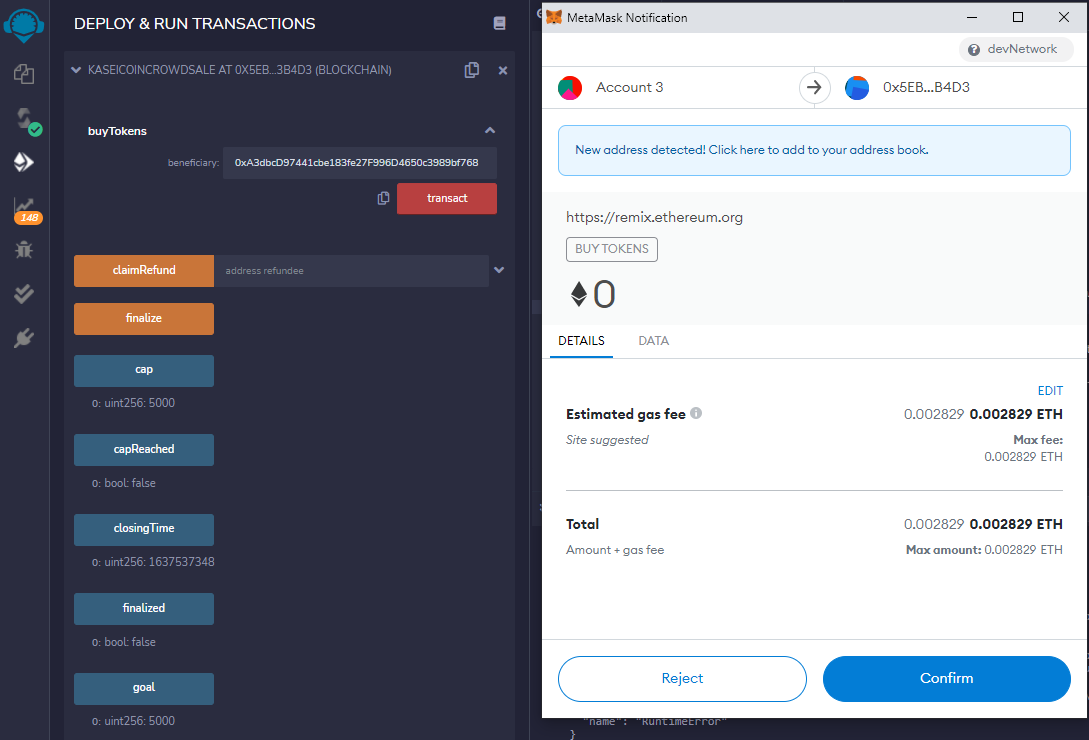 DEPLOY & RUN TRANSACTIONS
KASEICOINCROWDSALE AT 0X5EB...3B4D3 (BLOCKCHAIN)
buyTokens
beneficiary: 0xA3dbcD97441cbe183fe27F996D4650c3989bf768
transact
148
claimRefund address refundee
finalize
cap
0: uint256: 5000
capReached
0: bool: false
closingTime
0: uint256: 1637537348
finalized
0: bool: false
goal
0: uint256: 5000
MetaMask Notification
devNetwork
Account 3
0x5EB...B4D3
New address detected! Click here to add to your address book.
https://remix.ethereum.org
BUY TOKENS
0
DETAILS DATA
EDIT
Estimated gas fee 0.002829 0.002829 ETH
Site suggested Max fee:
0.002829 ETH
Total 0.002829 0.002829 ETH
Amount + gas fee Max amount: 0.002829 ETH
Reject Confirm
"name": "RuntimeError"
}